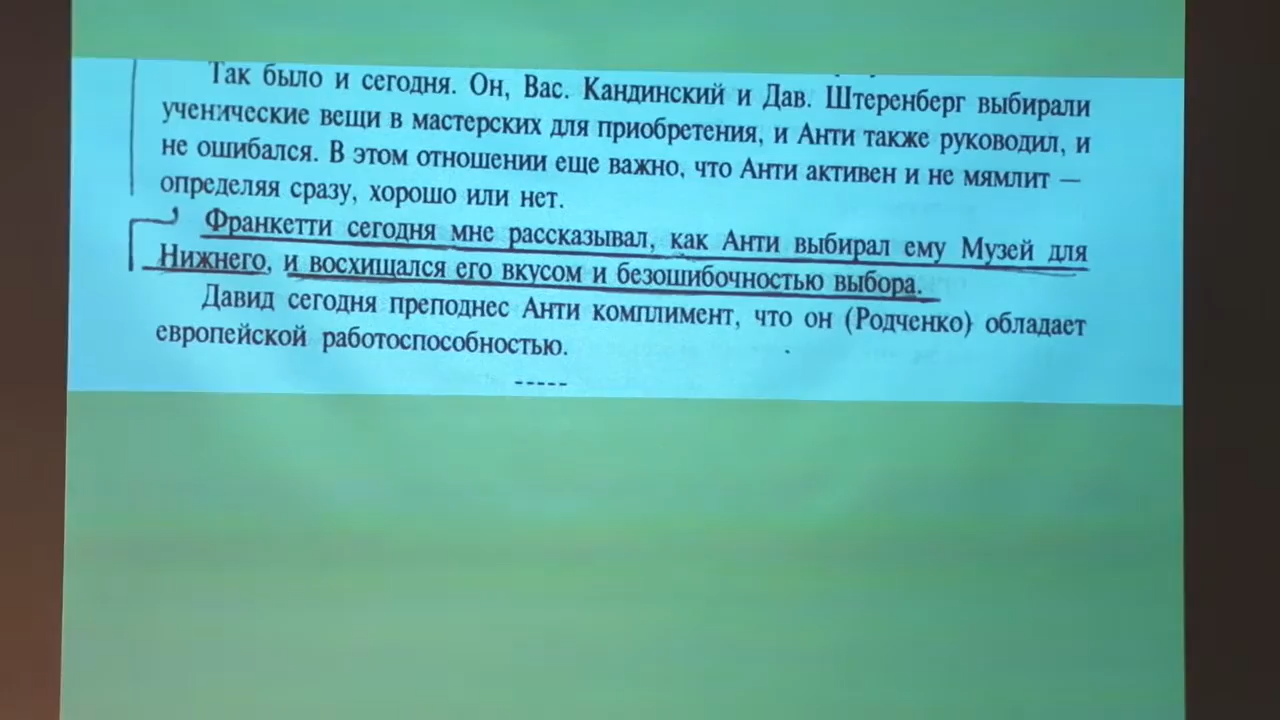 Так было и сегодня. Он, Вас. Кандинский и Дав. Штеренберг выбирали
ученические вещи в мастерских для приобретения, и Анти также руководил, и
не ошибался. В этом отношении еще важно, что Анти активен и не мямлит —
определяя сразу, хорошо или нет.
Франкетти сегодня мне рассказывал, как Анти выбирал ему Музей для
Нижнего, и восхищался его вкусом и безошибочностью выбора.
Давид сегодня преподнес Анти комплимент, что он (Родченко) обладает
европейской работоспособностью.
-----